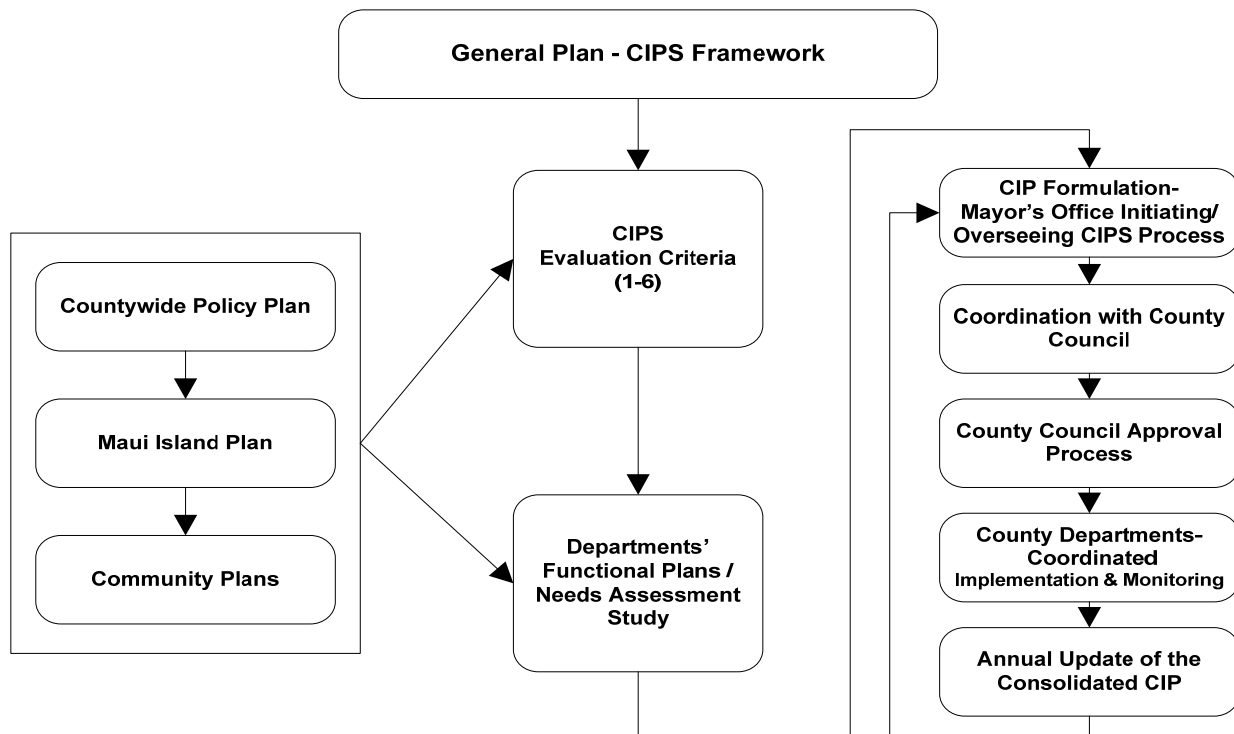 General Plan - CIPS Framework
Countywide Policy Plan
Maui Island Plan
Community Plans
CIPS
Evaluation Criteria
(1-6)
Departments’
Functional Plans /
Needs Assessment
Study
CIP Formulation-
Mayor’s Office Initiating/
Overseeing CIPS Process
Coordination with County
Council
County Council Approval
Process
County Departments-
Coordinated
Implementation & Monitoring
Annual Update of the
Consolidated CIP